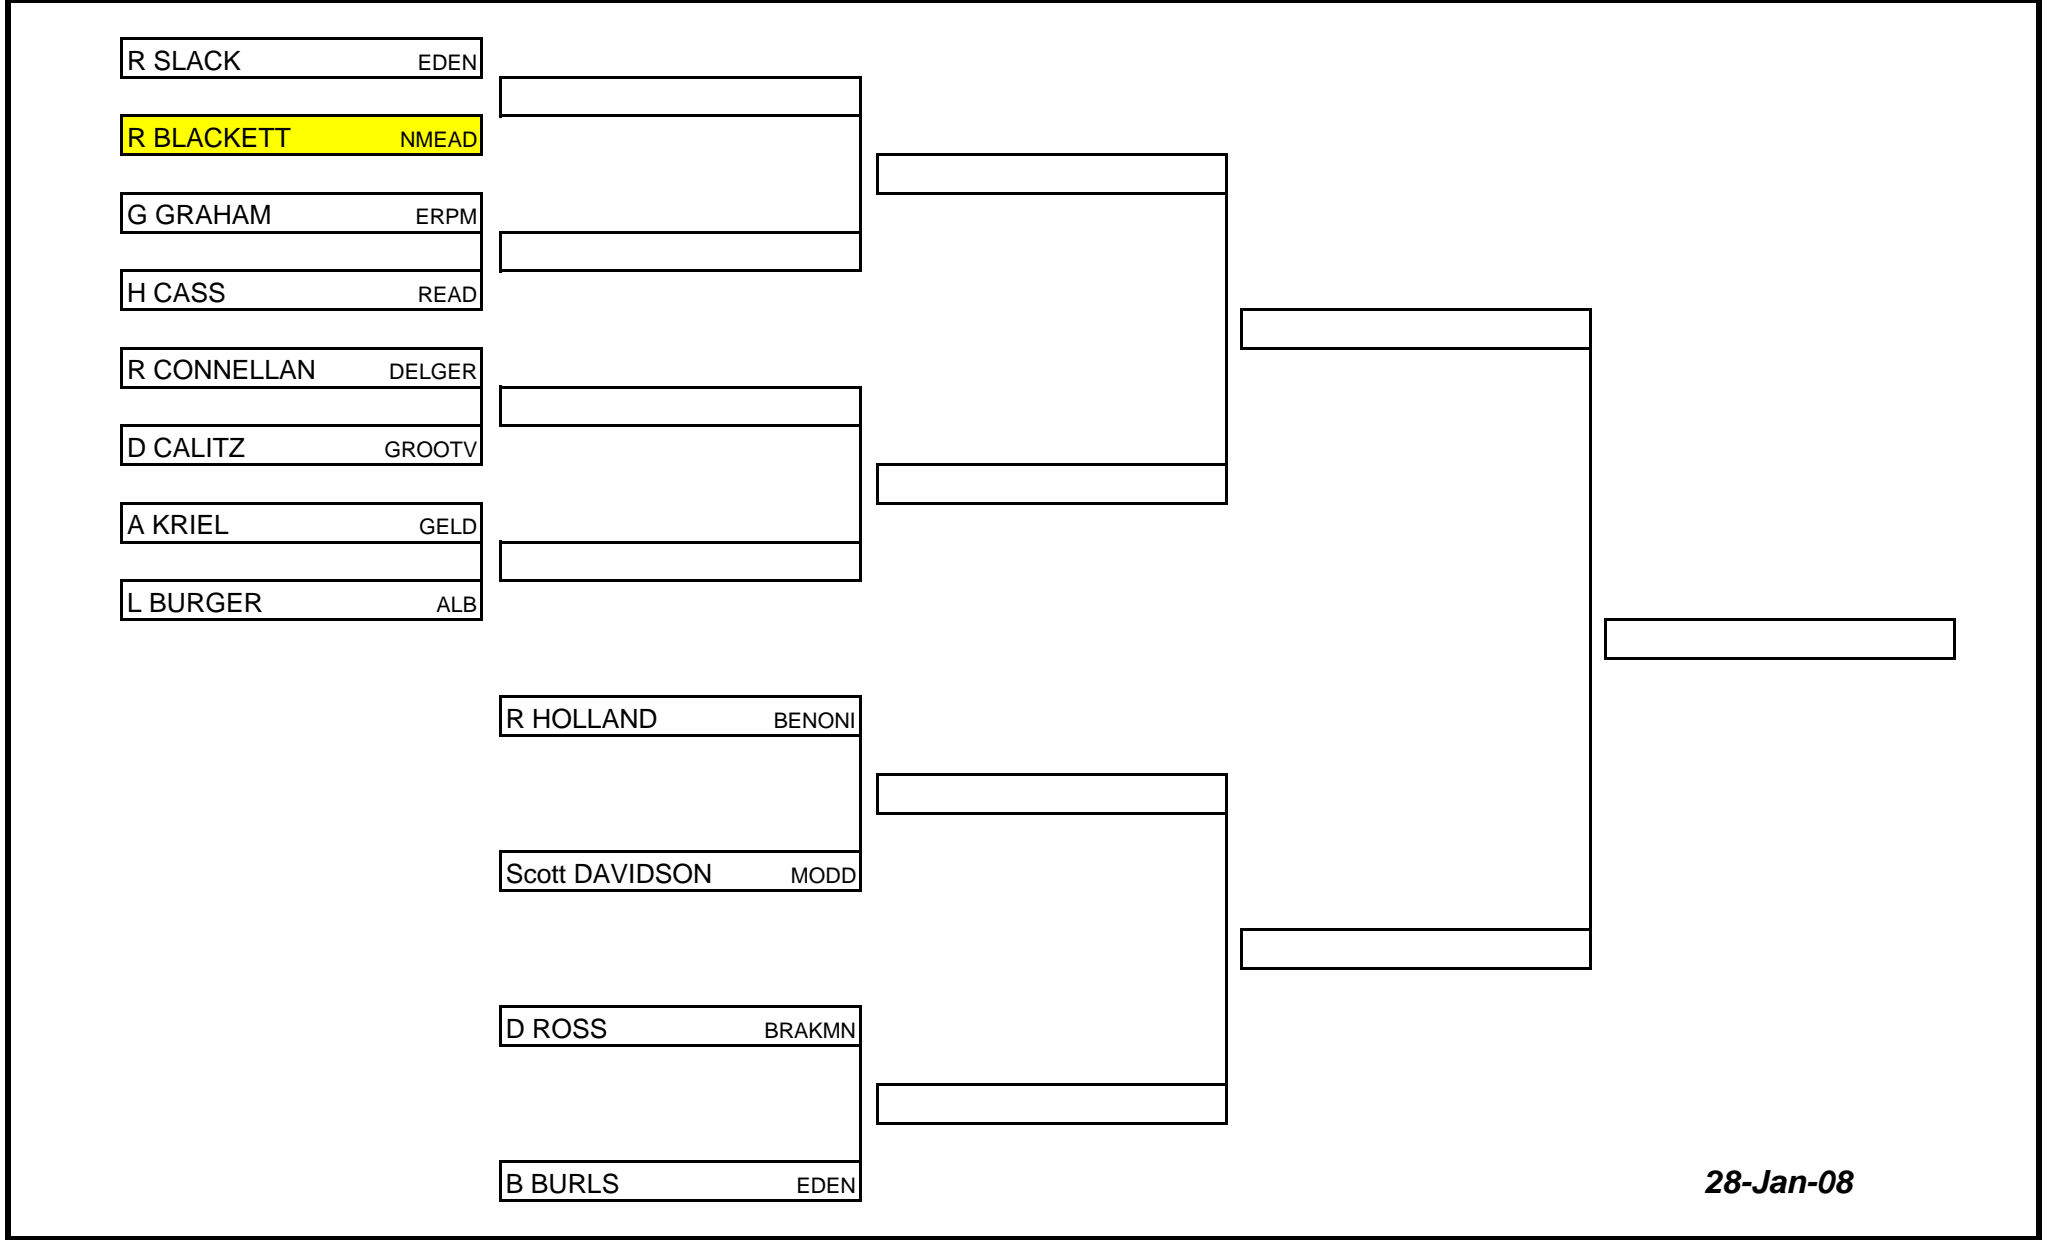 R SLACK EDEN
R BLACKETT NMEAD
G GRAHAM ERPM
H CASS READ
R CONNELLAN DELGER
D CALITZ GROOTV
A KRIEL GELD
L BURGER ALB
R HOLLAND BENONI
Scott DAVIDSON MODD
D ROSS BRAKMN
B BURLS EDEN
28-Jan-08